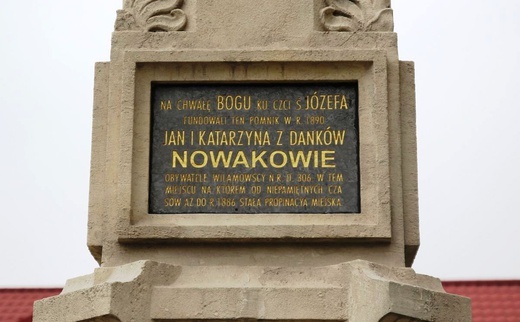 NA CHWAŁĘ BOGU KU CZCI Ś JÓZEFA
FUNDOWALI TEN POMNIK W R. 1890
JAN I KATARZYNA Z DANKÓW
NOWAKOWIE
OBYWATELE WILAMOWSCY N.R. D. 306. W TEM
MIEJSCU NA KTÓREM OD NIEPAMIĘTNYCH CZA
SÓW AŻ DO R. 1886 STAŁA PROPINACYA MIEJSKA